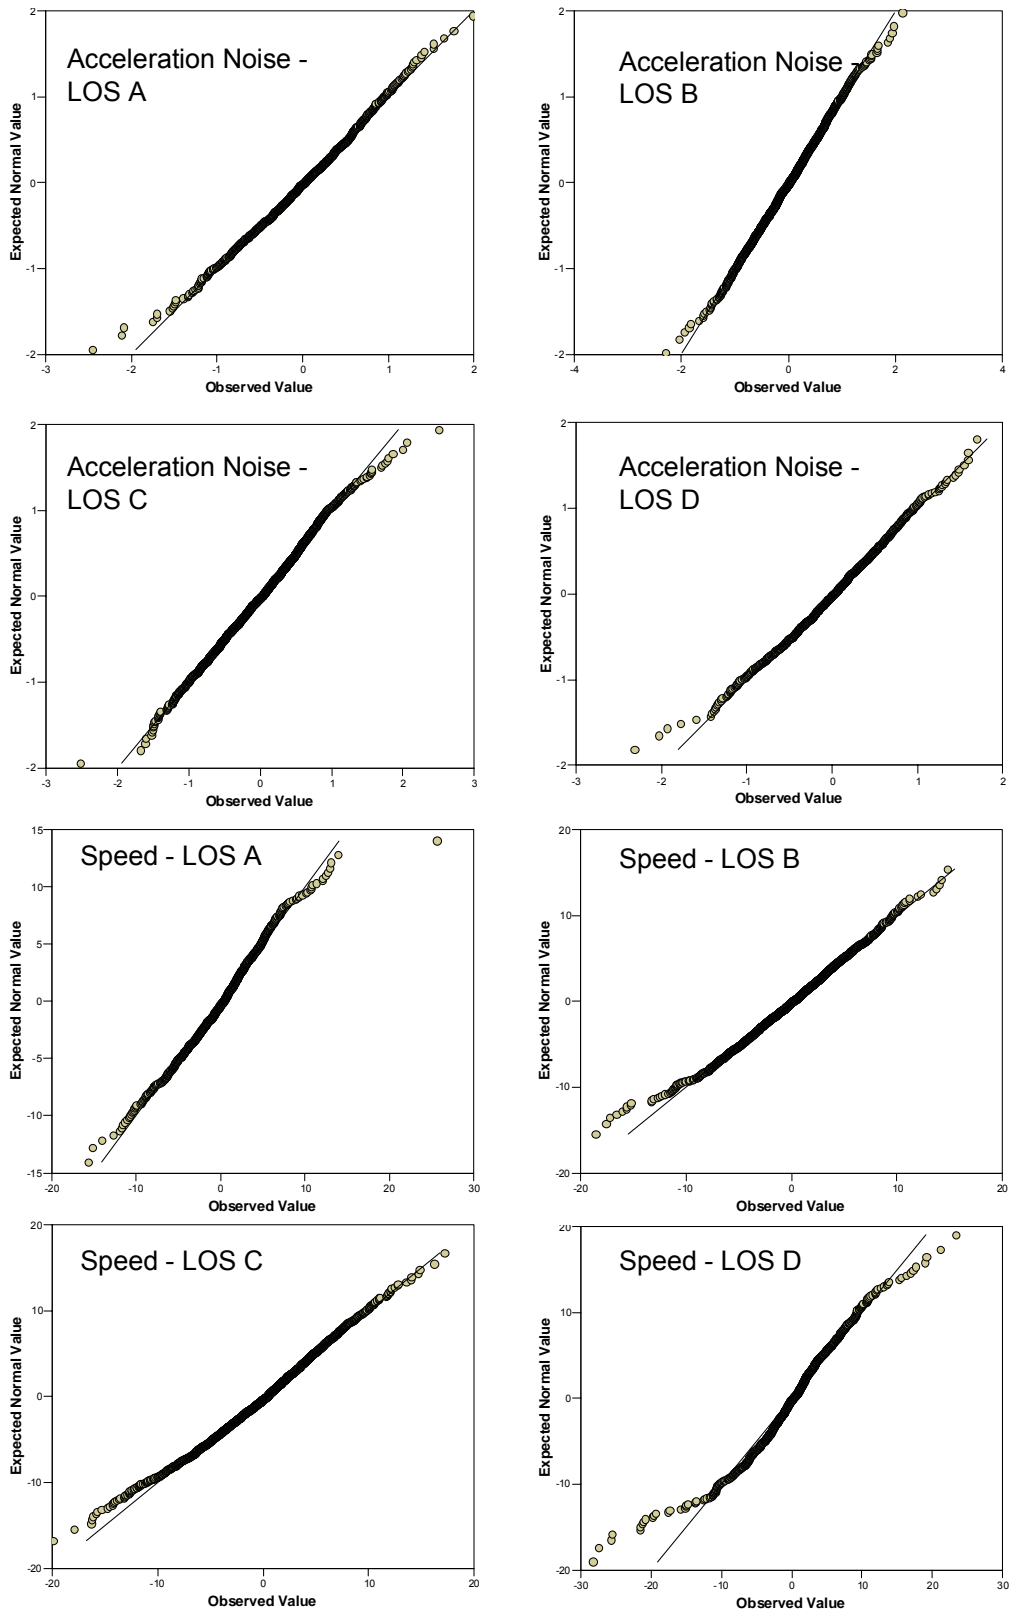 Acceleration Noise -
LOS A
Expected Normal Value
2
1
0
-1
-2
-3 -2 -1 0 1 2
Observed Value
Acceleration Noise -
LOS B
Expected Normal Value
2
1
0
-1
-2
-4 -2 0 2 4
Observed Value
Acceleration Noise -
LOS C
Expected Normal Value
2
1
0
-1
-2
-3 -2 -1 0 1 2 3
Observed Value
Acceleration Noise -
LOS D
Expected Normal Value
2
1
0
-1
-2
-3 -2 -1 0 1 2
Observed Value
Speed - LOS A
Expected Normal Value
15
10
5
0
-5
-10
-15
-20 -10 0 10 20 30
Observed Value
Speed - LOS B
Expected Normal Value
20
10
0
-10
-20
-20 -10 0 10 20
Observed Value
Speed - LOS C
Expected Normal Value
20
10
0
-10
-20
-20 -10 0 10 20
Observed Value
Speed - LOS D
Expected Normal Value
20
10
0
-10
-20
-30 -20 -10 0 10 20 30
Observed Value